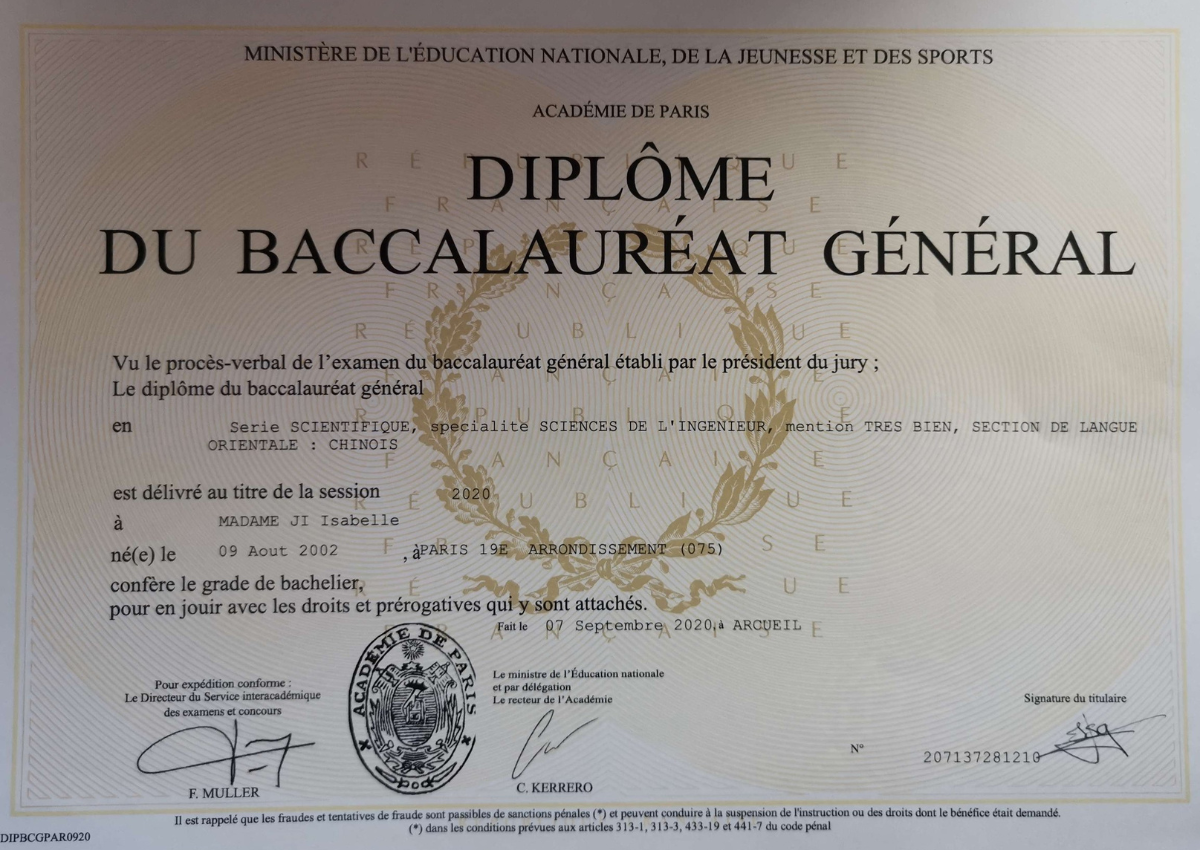 MINISTÈRE DE L'ÉDUCATION NATIONALE, DE LA JEUNESSE ET DES SPORTS
ACADÉMIE DE PARIS
DIPLÔME
DU BACCALAURÉAT GÉNÉRAL
RÉPUBLIQUE
FRANÇAISE
Vu le procès-verbal de l'examen du baccalauréat général établi par le président du jury ;
Le diplôme du baccalauréat général
en Serie SCIENTIFIQUE, specialite SCIENCES DE L'INGENIEUR, mention TRES BIEN, SECTION DE LANGUE
ORIENTALE : CHINOIS
est délivré au titre de la session 2020
à MADAME JI Isabelle
né(e) le 09 Aout 2002 , à PARIS 19E ARRONDISSEMENT (075)
confère le grade de bachelier,
pour en jouir avec les droits et prérogatives qui y sont attachés.
Fait le 07 Septembre 2020, à ARCUEIL
Pour expédition conforme :
Le Directeur du Service interacadémique
des examens et concours
F. MULLER
ACADÉMIE DE PARIS
Le ministre de l'Éducation nationale
et par délégation
Le recteur de l'Académie
C. KERRERO
Signature du titulaire
N° 207137281210
Il est rappelé que les fraudes et tentatives de fraude sont passibles de sanctions pénales (*) et peuvent conduire à la suspension de l'instruction ou des droits dont le bénéfice était demandé.
(*) dans les conditions prévues aux articles 313-1, 313-3, 433-19 et 441-7 du code pénal
DIPBCGPAR0920